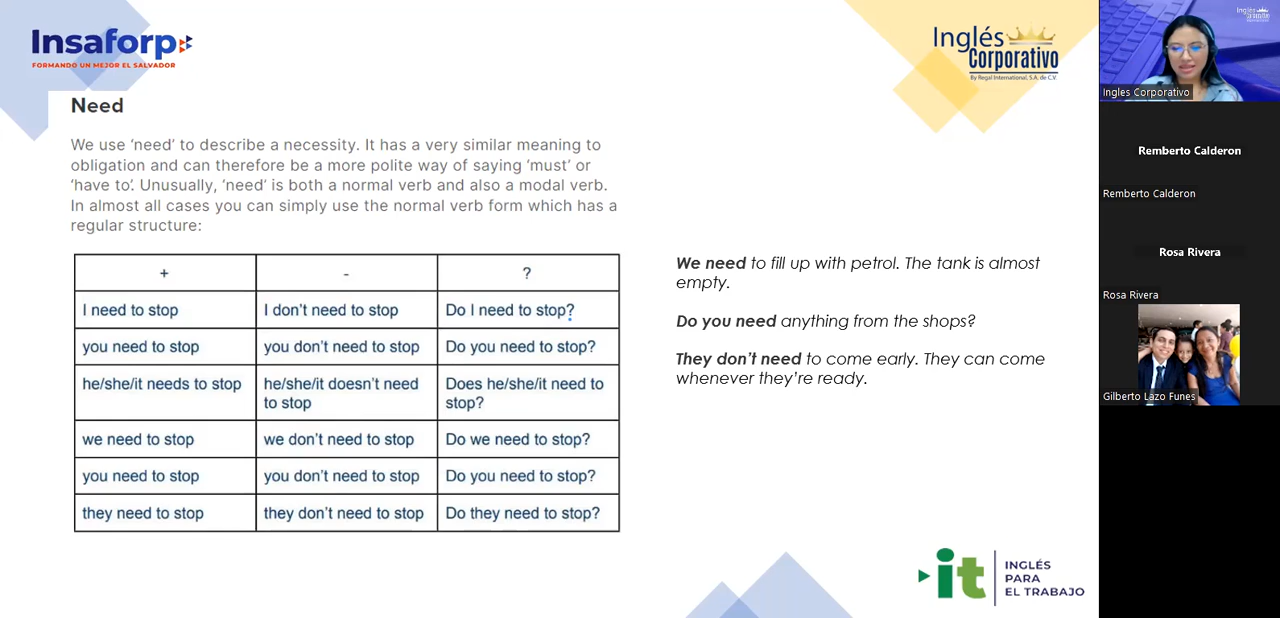 Insaforp
FORMANDO UN MEJOR EL SALVADOR
Inglés
Corporativo
By Regal International, S.A. de C.V.
Need
We use ‘need’ to describe a necessity. It has a very similar meaning to
obligation and can therefore be a more polite way of saying ‘must’ or
‘have to’. Unusually, ‘need’ is both a normal verb and also a modal verb.
In almost all cases you can simply use the normal verb form which has a
regular structure:
+ - ?
I need to stop I don’t need to stop Do I need to stop?
you need to stop you don’t need to stop Do you need to stop?
he/she/it needs to stop he/she/it doesn’t need Does he/she/it need to
to stop stop?
we need to stop we don’t need to stop Do we need to stop?
you need to stop you don’t need to stop Do you need to stop?
they need to stop they don’t need to stop Do they need to stop?
We need to fill up with petrol. The tank is almost
empty.
Do you need anything from the shops?
They don’t need to come early. They can come
whenever they’re ready.
it
INGLÉS
PARA
EL TRABAJO
Ingles Corporativo
Remberto Calderon
Remberto Calderon
Rosa Rivera
Rosa Rivera
Gilberto Lazo Funes